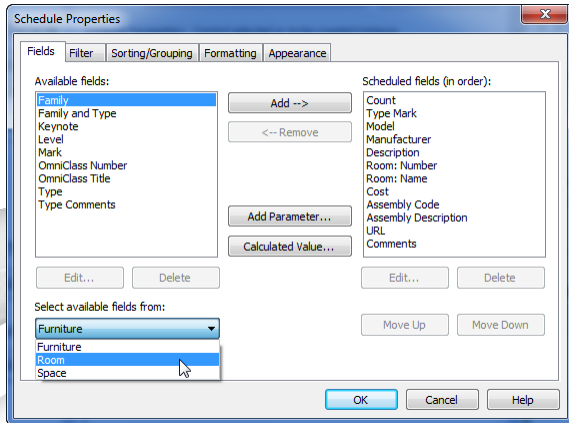 Schedule Properties
Fields Filter Sorting/Grouping Formatting Appearance
Available fields:
Family
Family and Type
Keynote
Level
Mark
OmniClass Number
OmniClass Title
Type
Type Comments
Add -->
<-- Remove
Add Parameter...
Calculated Value...
Scheduled fields (in order):
Count
Type Mark
Model
Manufacturer
Description
Room: Number
Room: Name
Cost
Assembly Code
Assembly Description
URL
Comments
Edit... Delete
Edit... Delete
Select available fields from:
Furniture
Furniture
Room
Space
Move Up Move Down
OK Cancel Help